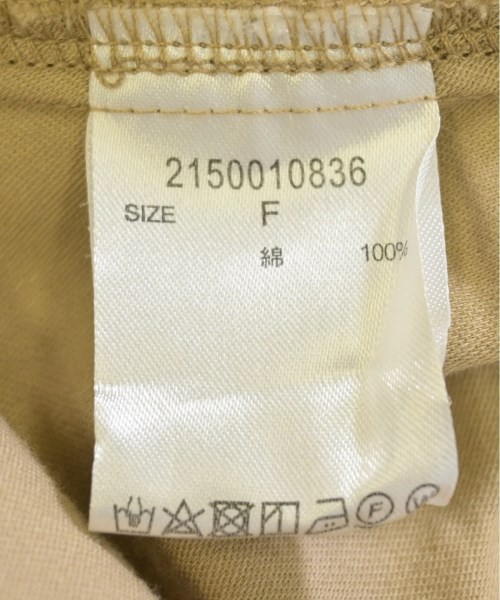 2150010836
SIZE F
綿 100%
F
W